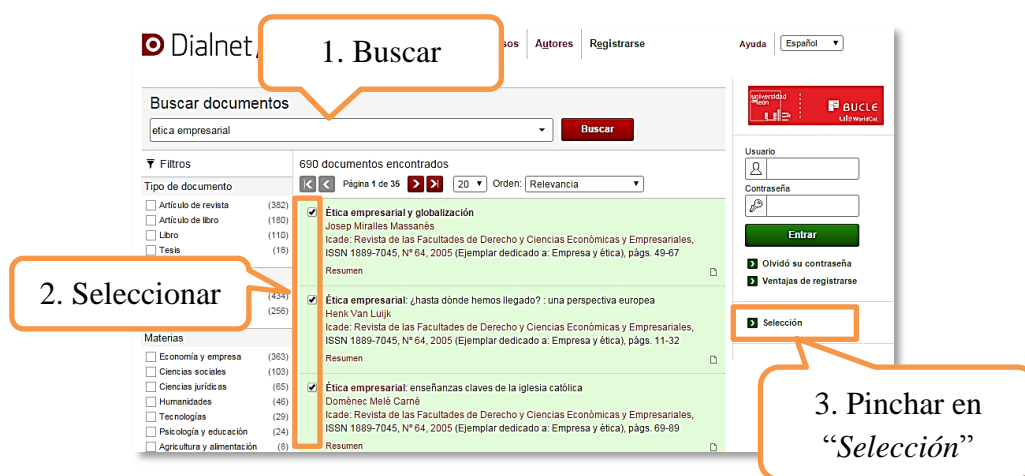 Dialnet
1. Buscar
sos Autores Registrarse
Ayuda Español
Buscar documentos
etica empresarial
Buscar
universidad
león
ule
BUCLE
ULE WorldCat
Filtros
690 documentos encontrados
Tipo de documento
Página 1 de 35 20 Orden: Relevancia
Artículo de revista (382)
Artículo de libro (180)
Libro (110)
Tesis (18)
(434)
(256)
Materias
Economía y empresa (363)
Ciencias sociales (103)
Ciencias jurídicas (65)
Humanidades (46)
Tecnologías (29)
Psicología y educación (24)
Agricultura y alimentación (8)
2. Seleccionar
Ética empresarial y globalización
Josep Miralles Massanés
Icade: Revista de las Facultades de Derecho y Ciencias Económicas y Empresariales,
ISSN 1889-7045, Nº 64, 2005 (Ejemplar dedicado a: Empresa y ética), págs. 49-67
Resumen
Ética empresarial: ¿hasta dónde hemos llegado? : una perspectiva europea
Henk Van Luijk
Icade: Revista de las Facultades de Derecho y Ciencias Económicas y Empresariales,
ISSN 1889-7045, Nº 64, 2005 (Ejemplar dedicado a: Empresa y ética), págs. 11-32
Resumen
Ética empresarial: enseñanzas claves de la iglesia católica
Domènec Melé Carné
Icade: Revista de las Facultades de Derecho y Ciencias Económicas y Empresariales,
ISSN 1889-7045, Nº 64, 2005 (Ejemplar dedicado a: Empresa y ética), págs. 69-89
Resumen
Usuario
Contraseña
Entrar
Olvidó su contraseña
Ventajas de registrarse
Selección
3. Pinchar en
“Selección”